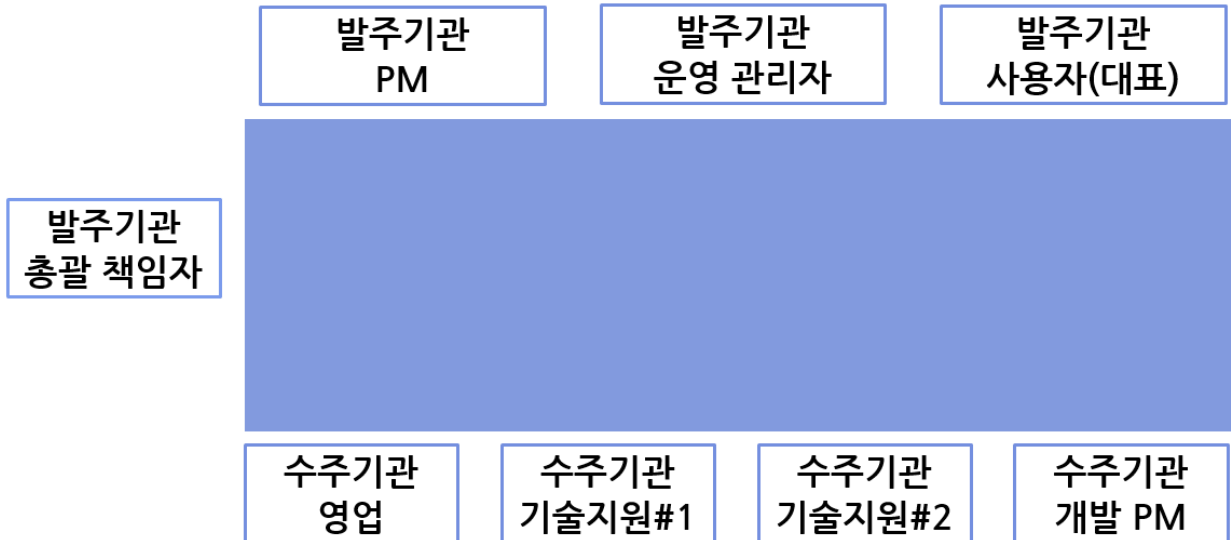 발주기관
PM
발주기관
운영 관리자
발주기관
사용자(대표)
발주기관
총괄 책임자
수주기관
영업
수주기관
기술지원#1
수주기관
기술지원#2
수주기관
개발 PM